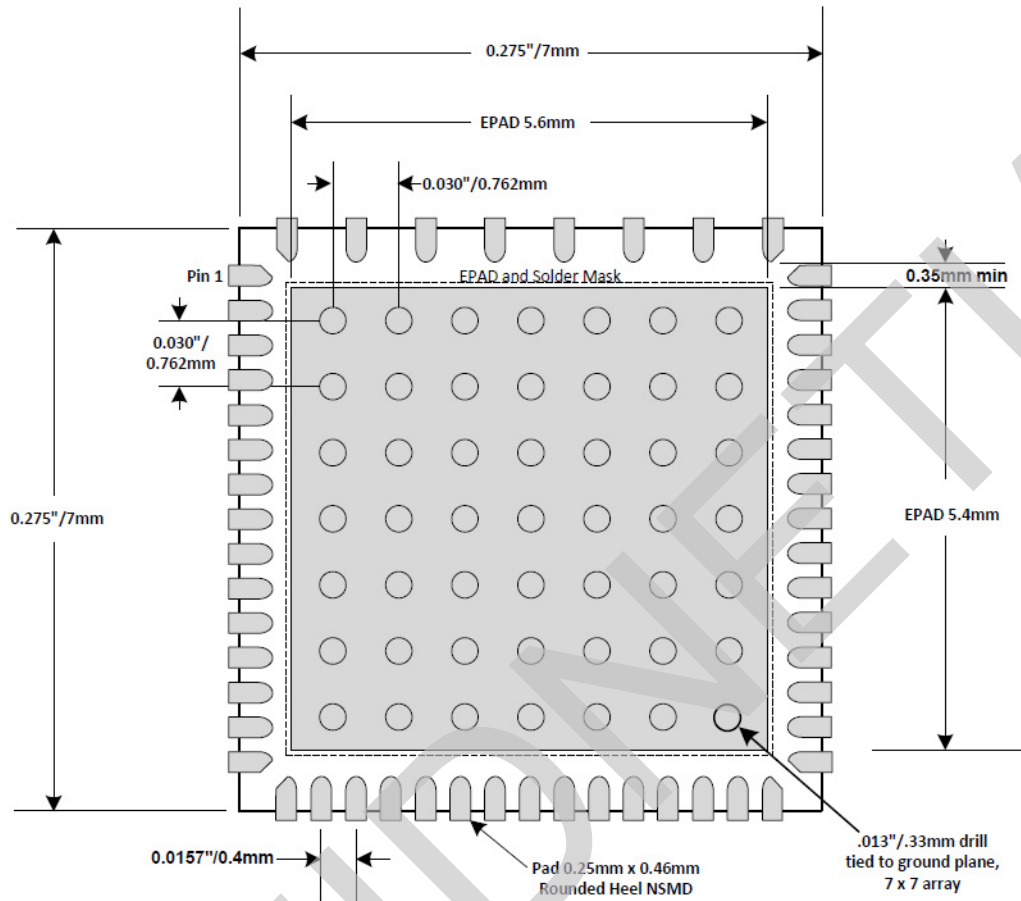 0.275"/7mm
EPAD 5.6mm
0.030"/0.762mm
Pin 1
EPAD and Solder Mask
0.35mm min
0.030"/
0.762mm
0.275"/7mm
EPAD 5.4mm
0.0157"/0.4mm
Pad 0.25mm x 0.46mm
Rounded Heel NSMD
.013"/.33mm drill
tied to ground plane,
7 x 7 array